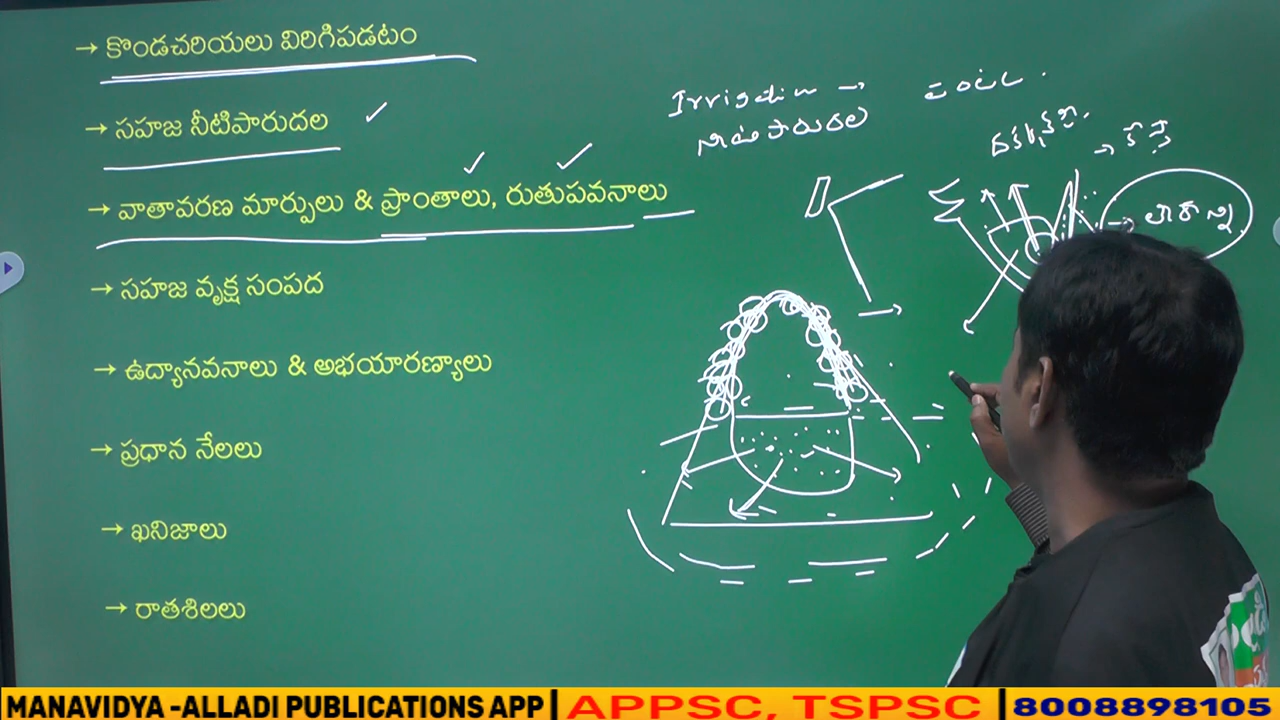 → కొండచరియలు విరిగిపడటం
→ సహజ నీటిపారుదల
→ వాతావరణ మార్పులు & ప్రాంతాలు, రుతుపవనాలు
→ సహజ వృక్ష సంపద
→ ఉద్యానవనాలు & అభయారణ్యాలు
→ ప్రధాన నేలలు
→ ఖనిజాలు
→ రాతశిలలు
Irrigation →
MANAVIDYA -ALLADI PUBLICATIONS APP | APPSC, TSPSC | 8008898105